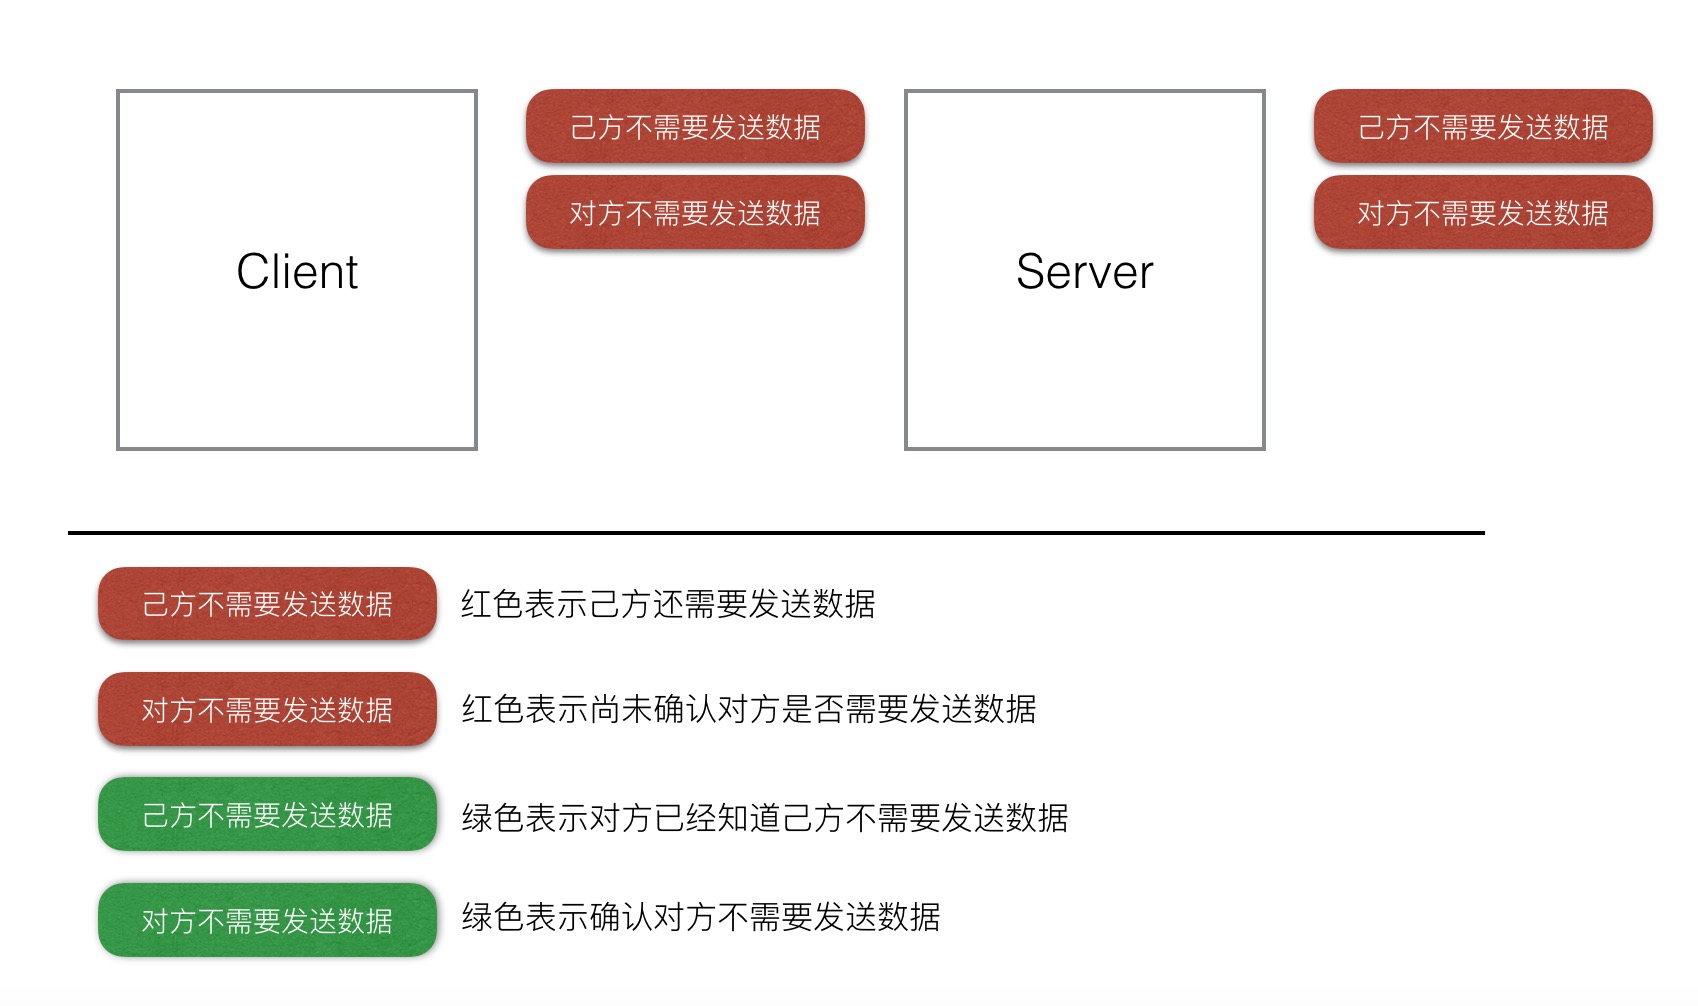 Client
己方不需要发送数据
对方不需要发送数据
Server
己方不需要发送数据
对方不需要发送数据
己方不需要发送数据 红色表示己方还需要发送数据
对方不需要发送数据 红色表示尚未确认对方是否需要发送数据
己方不需要发送数据 绿色表示对方已经知道己方不需要发送数据
对方不需要发送数据 绿色表示确认对方不需要发送数据